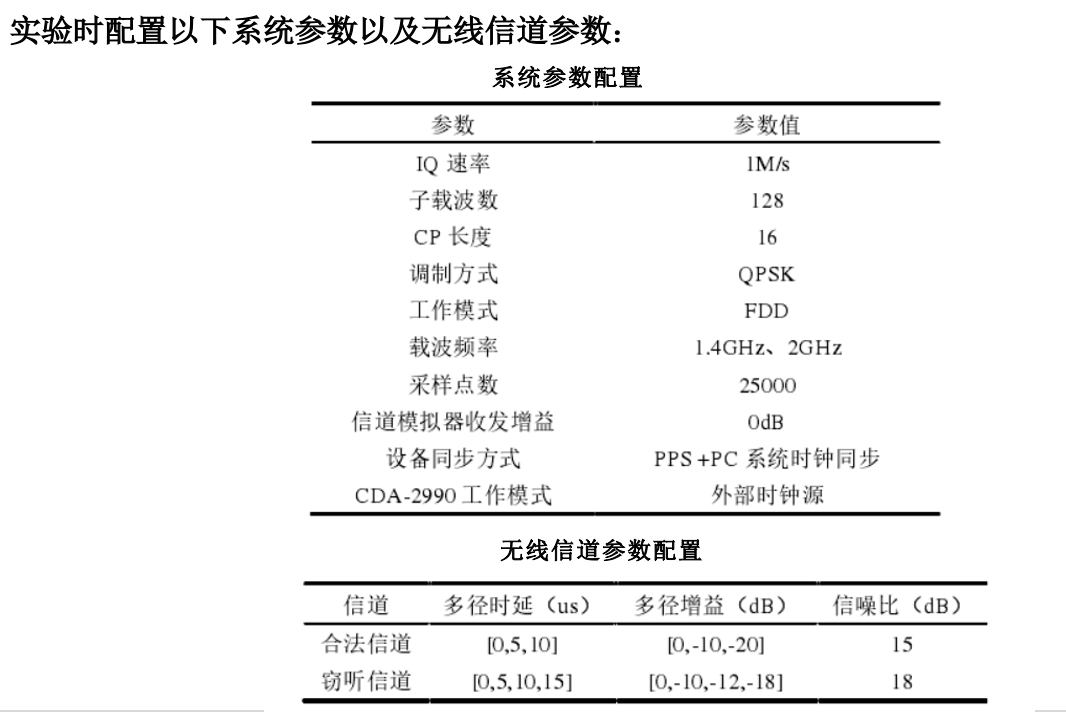 实验时配置以下系统参数以及无线信道参数：
系统参数配置
参数 参数值
IQ 速率 1M/s
子载波数 128
CP 长度 16
调制方式 QPSK
工作模式 FDD
载波频率 1.4GHz、2GHz
采样点数 25000
信道模拟器收发增益 0dB
设备同步方式 PPS +PC 系统时钟同步
CDA-2990 工作模式 外部时钟源
无线信道参数配置
信道 多径时延（us） 多径增益（dB） 信噪比（dB）
合法信道 [0,5,10] [0,-10,-20] 15
窃听信道 [0,5,10,15] [0,-10,-12,-18] 18